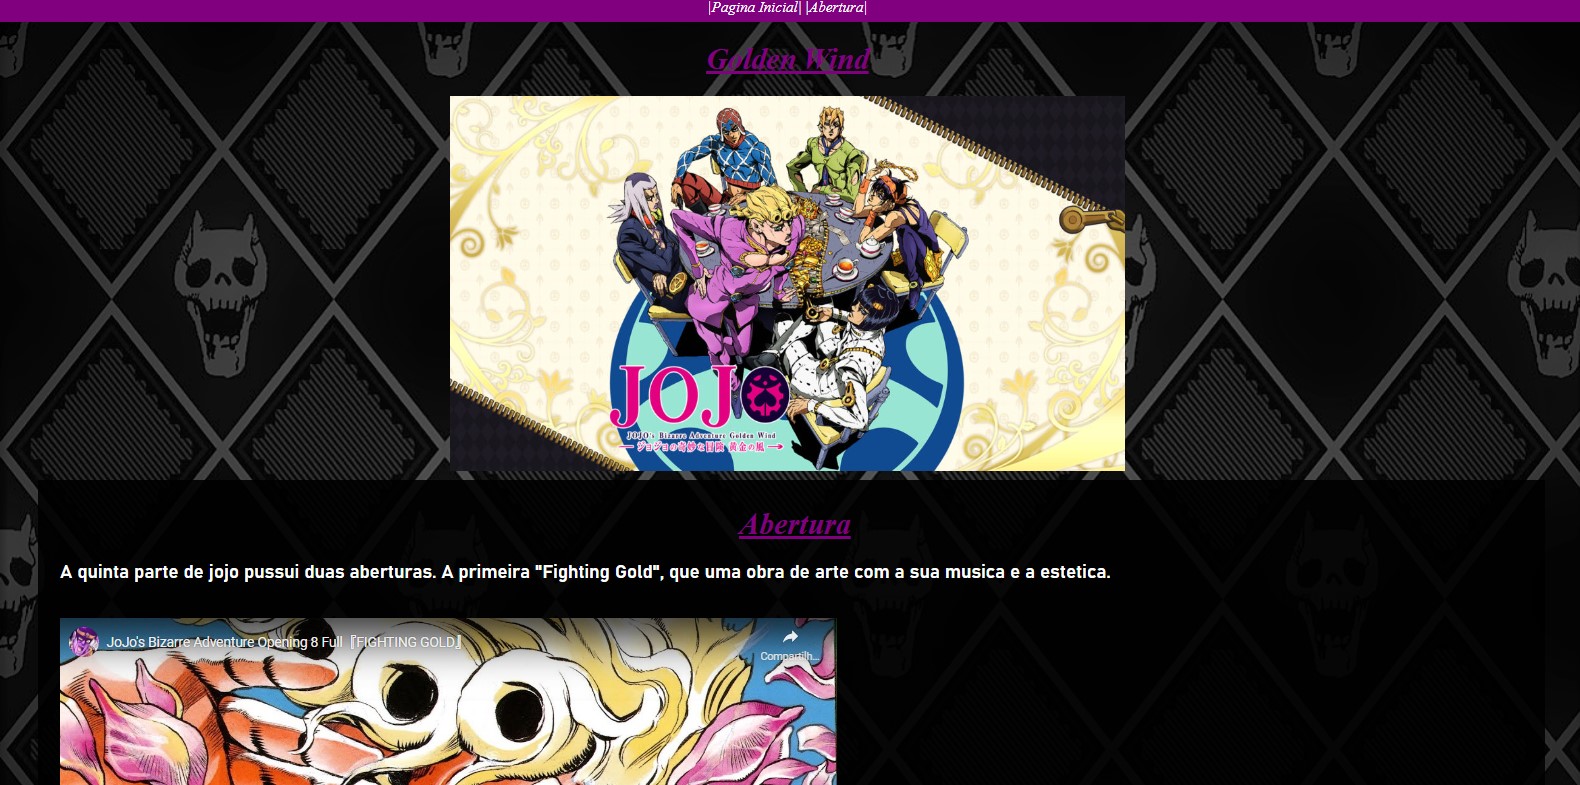 |Pagina Inicial| |Abertura|
Golden Wind
JOJO
JOJO's Bizarre Adventure Golden Wind
ジョジョの奇妙な冒険 黄金の風
Abertura
A quinta parte de jojo pussui duas aberturas. A primeira "Fighting Gold", que uma obra de arte com a sua musica e a estetica.
JoJo's Bizarre Adventure Opening 8 Full『FIGHTING GOLD』
Compartilh...